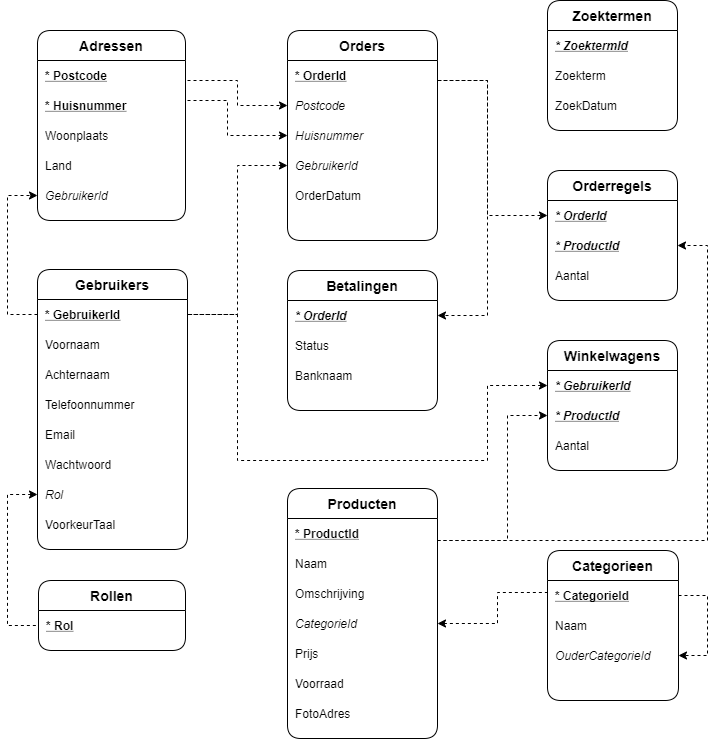 Adressen
* Postcode
* Huisnummer
Woonplaats
Land
GebruikerId
Orders
* OrderId
Postcode
Huisnummer
GebruikerId
OrderDatum
Zoektermen
* ZoektermId
Zoekterm
ZoekDatum
Orderregels
* OrderId
* ProductId
Aantal
Gebruikers
* GebruikerId
Voornaam
Achternaam
Telefoonnummer
Email
Wachtwoord
Rol
VoorkeurTaal
Betalingen
* OrderId
Status
Banknaam
Winkelwagens
* GebruikerId
* ProductId
Aantal
Rollen
* Rol
Producten
* ProductId
Naam
Omschrijving
CategorieId
Prijs
Voorraad
FotoAdres
Categorieen
* CategorieId
Naam
OuderCategorieId